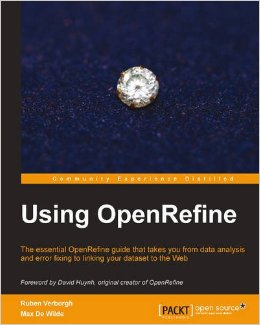 Community Experience Distilled
Using OpenRefine
The essential OpenRefine guide that takes you from data analysis
and error fixing to linking your dataset to the Web
Foreword by David Huynh, original creator of OpenRefine
Ruben Verborgh
Max De Wilde
PACKT open source*
PUBLISHING